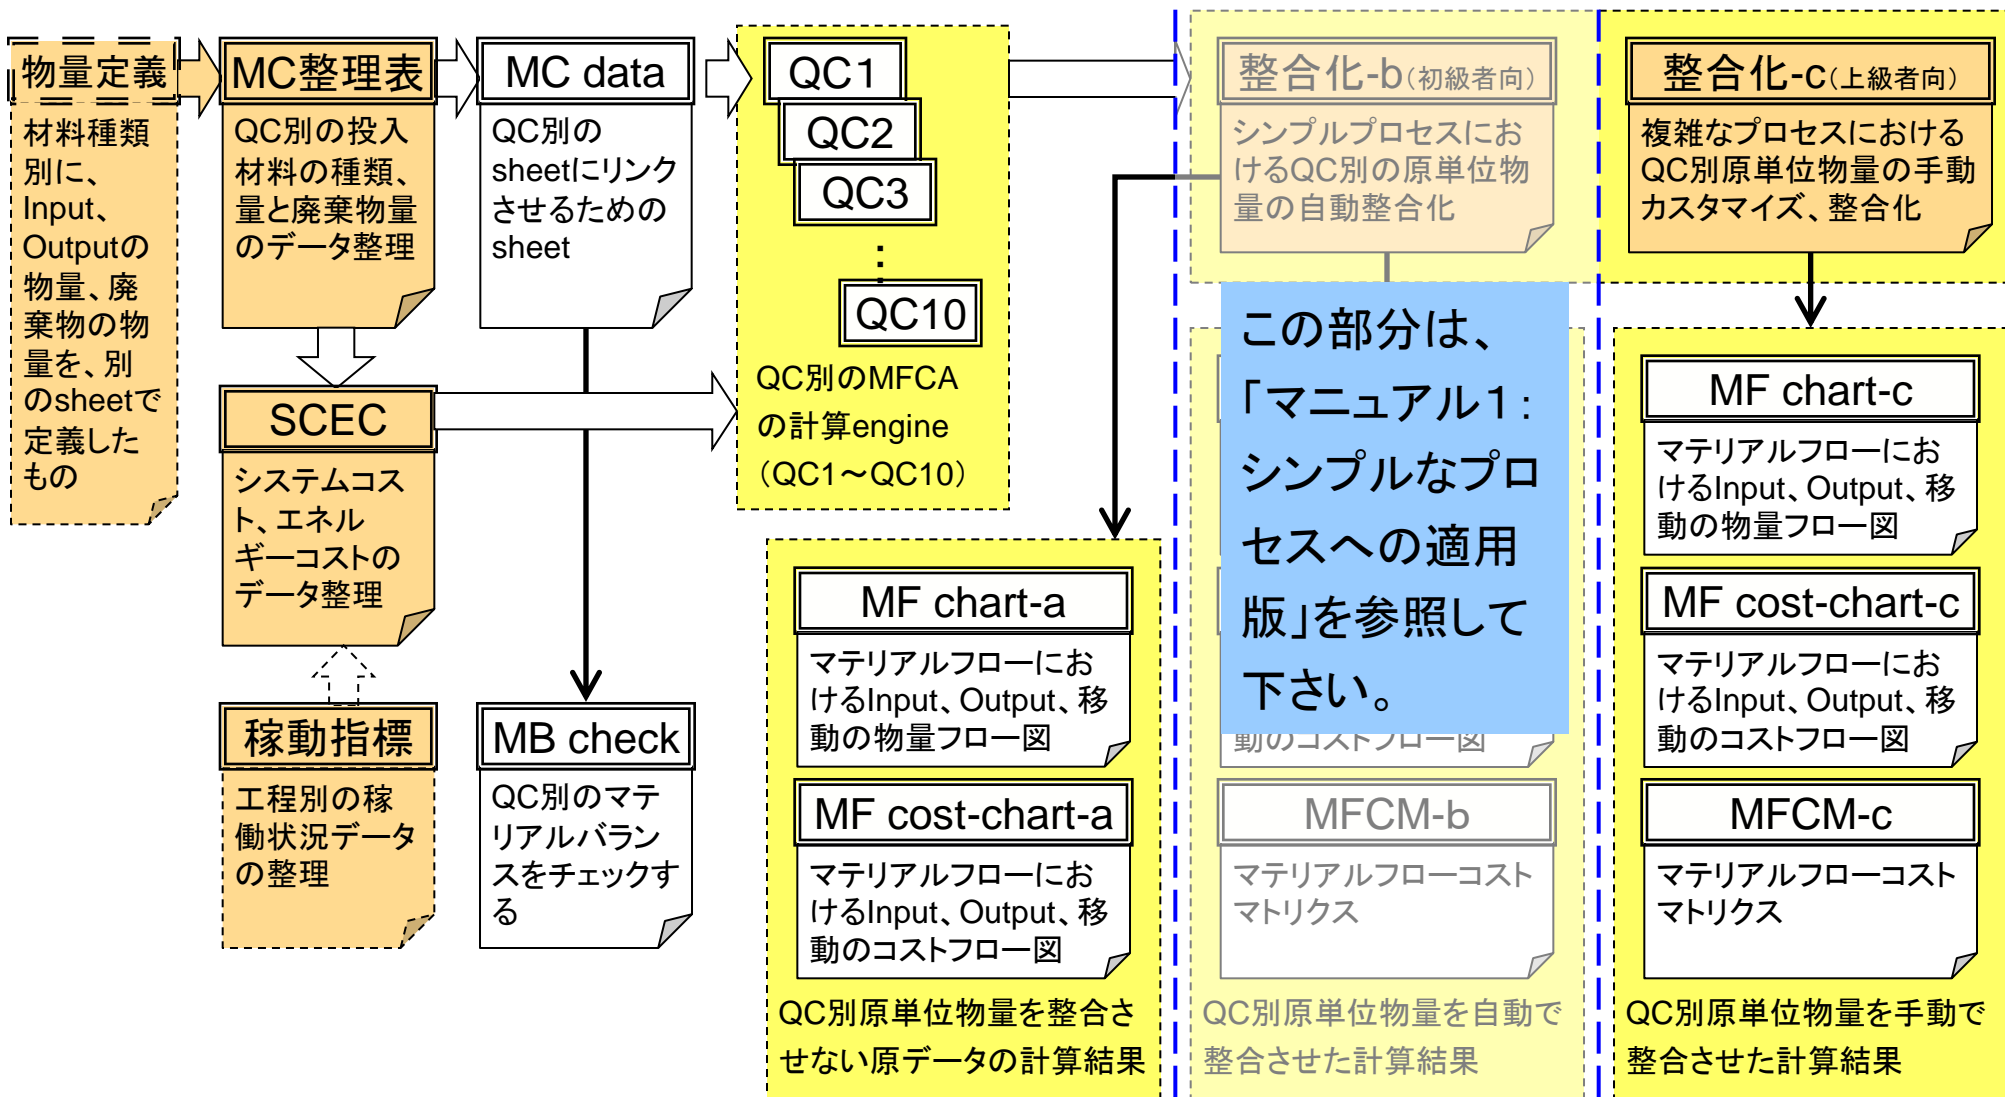 物量定義
材料種類
別に、
Input、
Outputの
物量、廃
棄物の物
量を、別
のsheetで
定義した
もの
MC整理表
QC別の投入
材料の種類、
量と廃棄物量
のデータ整理
SCEC
システムコス
ト、エネル
ギーコストの
データ整理
稼動指標
工程別の稼
働状況データ
の整理
MC data
QC別の
sheetにリンク
させるための
sheet
MB check
QC別のマテ
リアルバラン
スをチェックす
る
QC1
QC2
QC3
⋮
QC10
QC別のMFCA
の計算engine
（QC1～QC10）
MF chart-a
マテリアルフローにお
けるInput、Output、移
動の物量フロー図
MF cost-chart-a
マテリアルフローにお
けるInput、Output、移
動のコストフロー図
QC別原単位物量を整合さ
せない原データの計算結果
整合化-b（初級者向）
シンプルプロセスにお
けるQC別の原単位物
量の自動整合化
この部分は、
「マニュアル１：
シンプルなプロ
セスへの適用
版」を参照して
下さい。
動のコストフロー図
MFCM-b
マテリアルフローコスト
マトリクス
QC別原単位物量を自動で
整合させた計算結果
整合化-c（上級者向）
複雑なプロセスにおける
QC別原単位物量の手動
カスタマイズ、整合化
MF chart-c
マテリアルフローにお
けるInput、Output、移
動の物量フロー図
MF cost-chart-c
マテリアルフローにお
けるInput、Output、移
動のコストフロー図
MFCM-c
マテリアルフローコスト
マトリクス
QC別原単位物量を手動で
整合させた計算結果